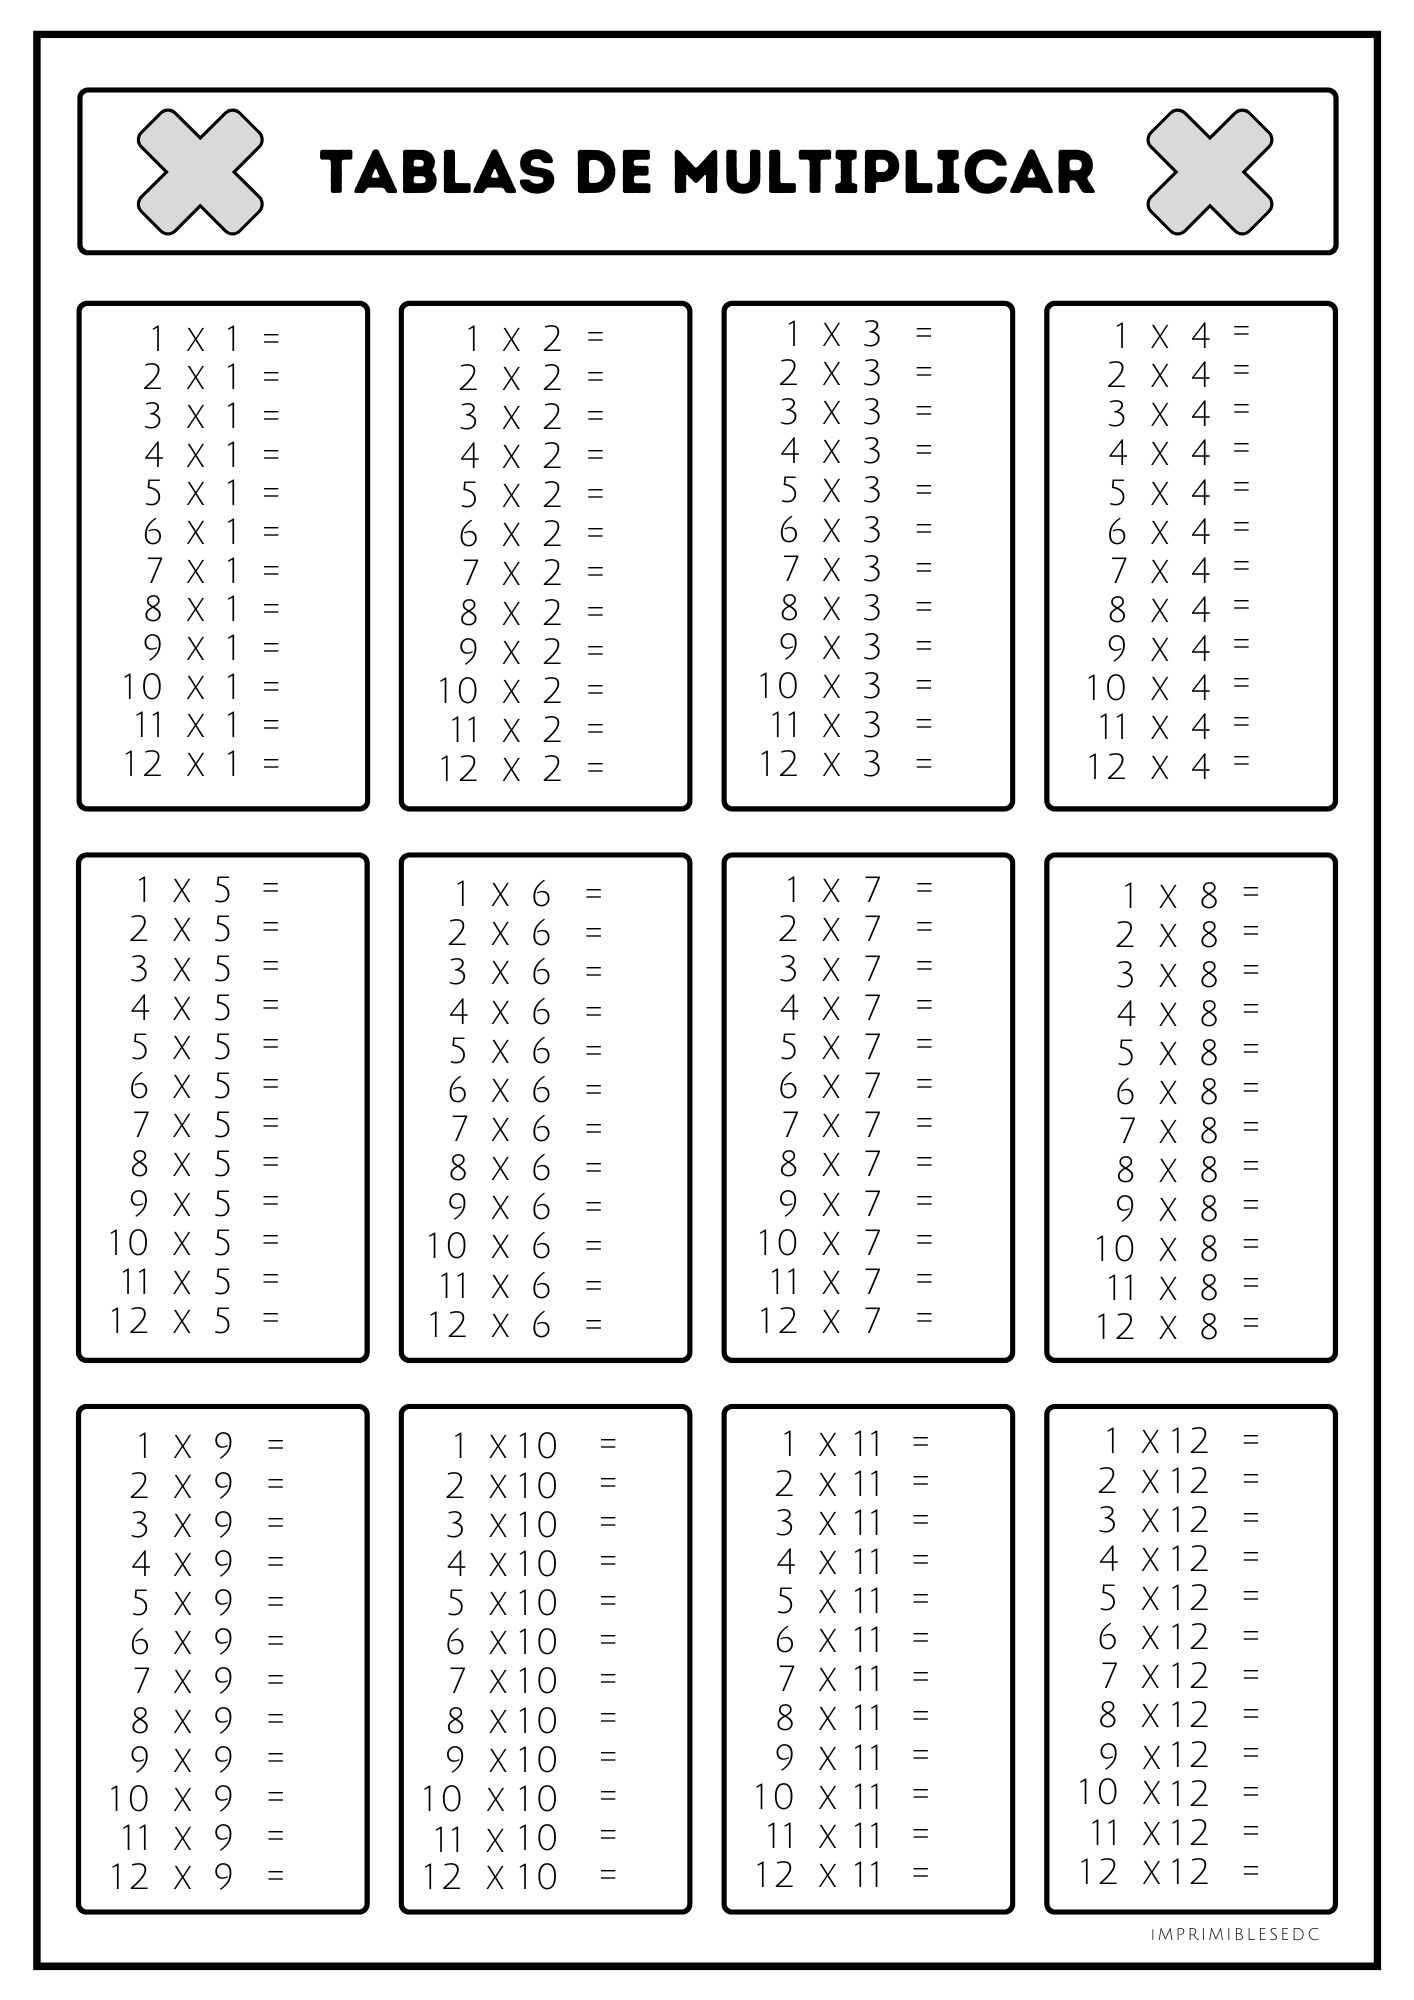 TABLAS DE MULTIPLICAR
1 X 1 =
2 X 1 =
3 X 1 =
4 X 1 =
5 X 1 =
6 X 1 =
7 X 1 =
8 X 1 =
9 X 1 =
10 X 1 =
11 X 1 =
12 X 1 =
1 X 2 =
2 X 2 =
3 X 2 =
4 X 2 =
5 X 2 =
6 X 2 =
7 X 2 =
8 X 2 =
9 X 2 =
10 X 2 =
11 X 2 =
12 X 2 =
1 X 3 =
2 X 3 =
3 X 3 =
4 X 3 =
5 X 3 =
6 X 3 =
7 X 3 =
8 X 3 =
9 X 3 =
10 X 3 =
11 X 3 =
12 X 3 =
1 X 4 =
2 X 4 =
3 X 4 =
4 X 4 =
5 X 4 =
6 X 4 =
7 X 4 =
8 X 4 =
9 X 4 =
10 X 4 =
11 X 4 =
12 X 4 =
1 X 5 =
2 X 5 =
3 X 5 =
4 X 5 =
5 X 5 =
6 X 5 =
7 X 5 =
8 X 5 =
9 X 5 =
10 X 5 =
11 X 5 =
12 X 5 =
1 X 6 =
2 X 6 =
3 X 6 =
4 X 6 =
5 X 6 =
6 X 6 =
7 X 6 =
8 X 6 =
9 X 6 =
10 X 6 =
11 X 6 =
12 X 6 =
1 X 7 =
2 X 7 =
3 X 7 =
4 X 7 =
5 X 7 =
6 X 7 =
7 X 7 =
8 X 7 =
9 X 7 =
10 X 7 =
11 X 7 =
12 X 7 =
1 X 8 =
2 X 8 =
3 X 8 =
4 X 8 =
5 X 8 =
6 X 8 =
7 X 8 =
8 X 8 =
9 X 8 =
10 X 8 =
11 X 8 =
12 X 8 =
1 X 9 =
2 X 9 =
3 X 9 =
4 X 9 =
5 X 9 =
6 X 9 =
7 X 9 =
8 X 9 =
9 X 9 =
10 X 9 =
11 X 9 =
12 X 9 =
1 X 10 =
2 X 10 =
3 X 10 =
4 X 10 =
5 X 10 =
6 X 10 =
7 X 10 =
8 X 10 =
9 X 10 =
10 X 10 =
11 X 10 =
12 X 10 =
1 X 11 =
2 X 11 =
3 X 11 =
4 X 11 =
5 X 11 =
6 X 11 =
7 X 11 =
8 X 11 =
9 X 11 =
10 X 11 =
11 X 11 =
12 X 11 =
1 X 12 =
2 X 12 =
3 X 12 =
4 X 12 =
5 X 12 =
6 X 12 =
7 X 12 =
8 X 12 =
9 X 12 =
10 X 12 =
11 X 12 =
12 X 12 =
IMPRIMIBLESEDC